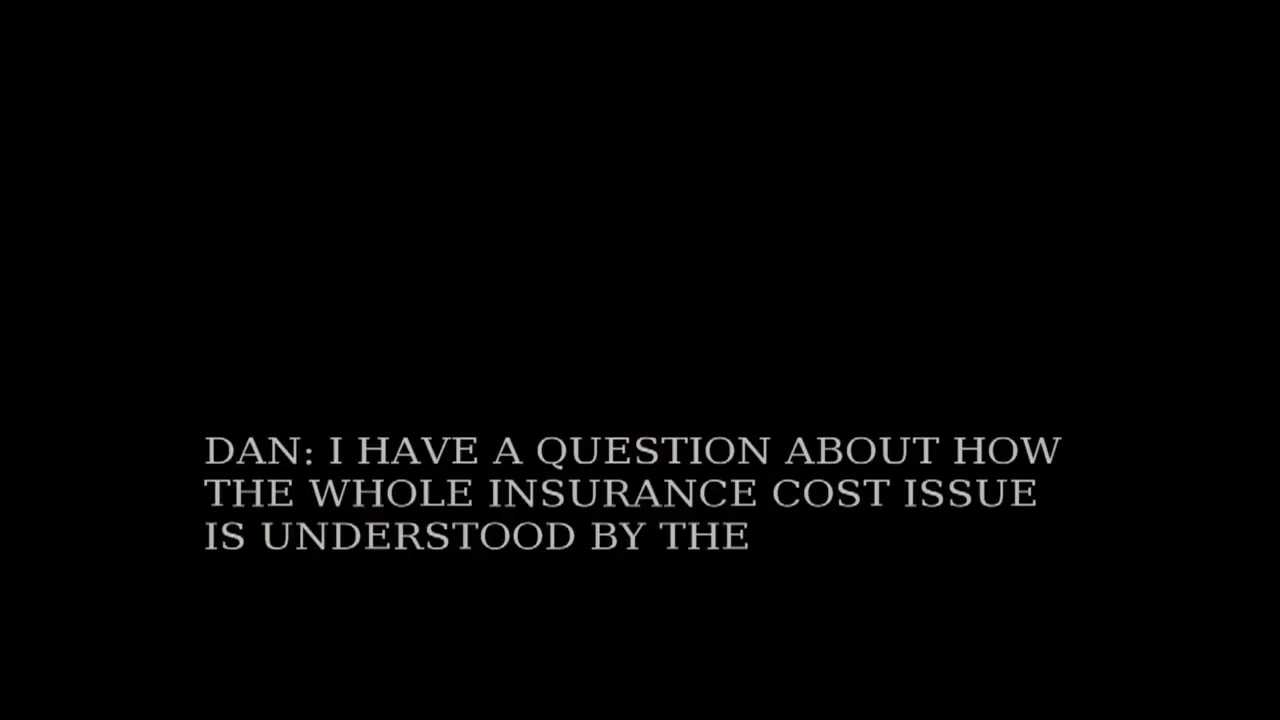 DAN: I HAVE A QUESTION ABOUT HOW
THE WHOLE INSURANCE COST ISSUE
IS UNDERSTOOD BY THE